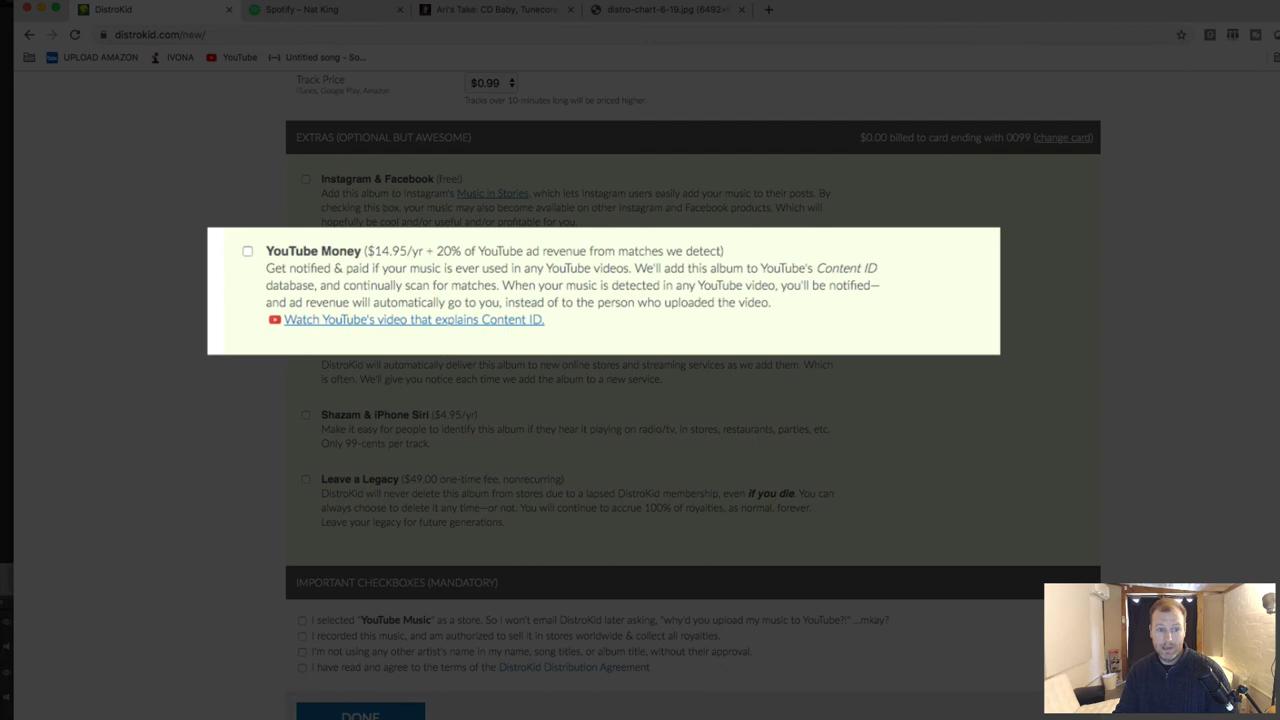 DistroKid
Spotify – Nat King
Ari's Take: CD Baby, Tunecore
distro-chart-6-19.jpg (6492×
distrokid.com/new/
UPLOAD AMAZON
IVONA
YouTube
Untitled song - So...
Track Price
iTunes, Google Play, Amazon
$0.99
Tracks over 10-minutes long will be priced higher.
EXTRAS (OPTIONAL BUT AWESOME)
$0.00 billed to card ending with 0099 (change card)
Instagram & Facebook (free!)
Add this album to Instagram's Music in Stories, which lets Instagram users easily add your music to their posts. By
checking this box, your music may also become available on other Instagram and Facebook products. Which will
hopefully be cool and/or useful and/or profitable for you.
YouTube Money ($14.95/yr + 20% of YouTube ad revenue from matches we detect)
Get notified & paid if your music is ever used in any YouTube videos. We'll add this album to YouTube's Content ID
database, and continually scan for matches. When your music is detected in any YouTube video, you'll be notified—
and ad revenue will automatically go to you, instead of to the person who uploaded the video.
Watch YouTube's video that explains Content ID.
DistroKid will automatically deliver this album to new online stores and streaming services as we add them. Which
is often. We'll give you notice each time we add the album to a new service.
Shazam & iPhone Siri ($4.95/yr)
Make it easy for people to identify this album if they hear it playing on radio/tv, in stores, restaurants, parties, etc.
Only 99-cents per track.
Leave a Legacy ($49.00 one-time fee, nonrecurring)
DistroKid will never delete this album from stores due to a lapsed DistroKid membership, even if you die. You can
always choose to delete it any time—or not. You will continue to accrue 100% of royalties, as normal, forever.
Leave your legacy for future generations.
IMPORTANT CHECKBOXES (MANDATORY)
I selected "YouTube Music" as a store. So I won't email DistroKid later asking, "why'd you upload my music to YouTube?!" ...mkay?
I recorded this music, and am authorized to sell it in stores worldwide & collect all royalties.
I'm not using any other artist's name in my name, song titles, or album title, without their approval.
I have read and agree to the terms of the DistroKid Distribution Agreement
DONE